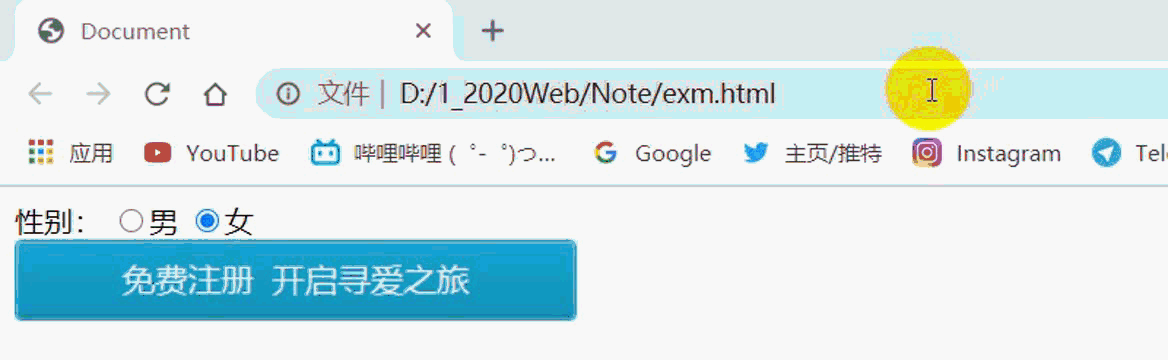 Document
文件 | D:/1_2020Web/Note/exm.html
应用 YouTube 哔哩哔哩 ( ゜- ゜)つ... Google 主页/推特 Instagram Tel
性别： 男 女
免费注册 开启寻爱之旅